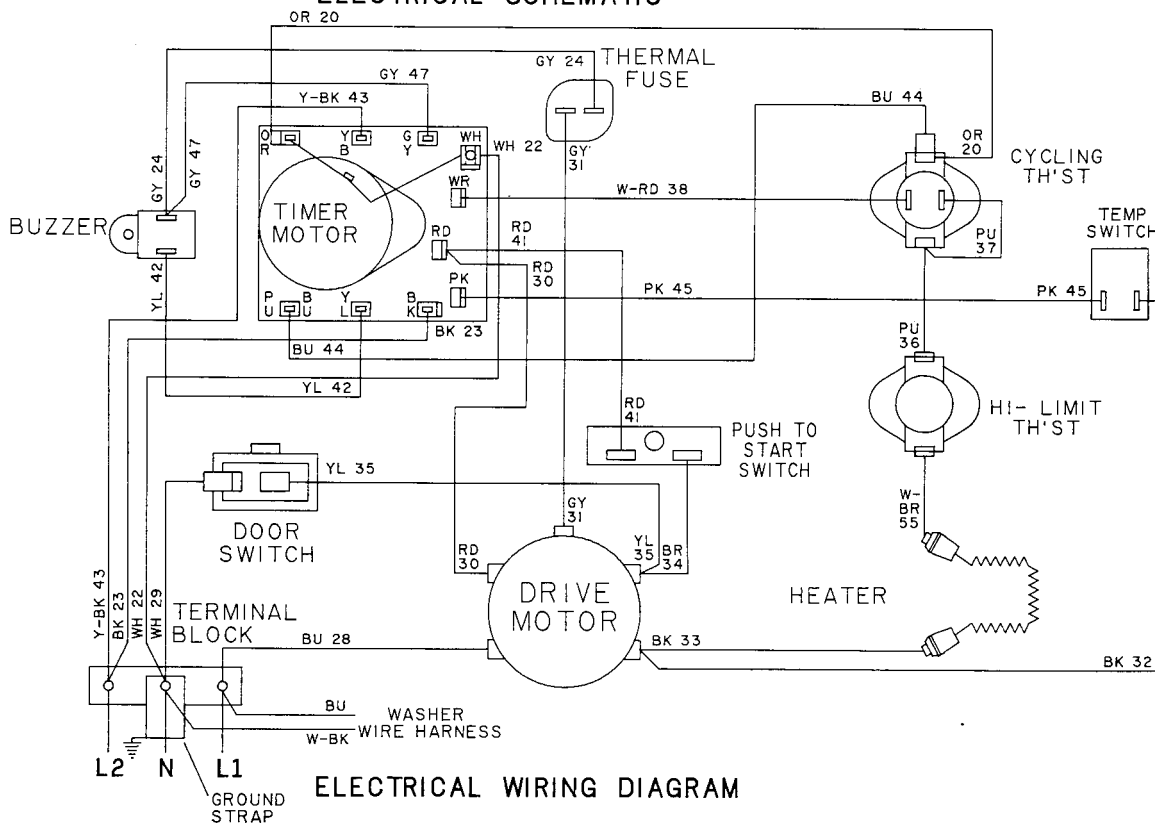 ELECTRICAL SCHEMATIC
OR 20
GY 24
THERMAL
FUSE
GY 47
Y-BK 43
BU 44
O
R
Y
B
G
Y
WH
WH 22
GY
31
OR
20
CYCLING
TH'ST
GY 24
GY 47
WR
W-RD 38
BUZZER
TIMER
MOTOR
RD
RD
41
PU
37
TEMP
SWITCH
YL 42
RD
30
PK
PK 45
PK 45
P
U
B
U
Y
L
B
K
BK 23
BU 44
PU
36
YL 42
RD
41
HI- LIMIT
TH'ST
PUSH TO
START
SWITCH
YL 35
GY
31
W-
BR
55
DOOR
SWITCH
RD
30
YL
35
BR
34
DRIVE
MOTOR
HEATER
Y-BK 43
BK 23
WH 22
WH 29
TERMINAL
BLOCK
BU 28
BK 33
BK 32
BU
WASHER
WIRE HARNESS
W-BK
L2
N
L1
ELECTRICAL WIRING DIAGRAM
GROUND
STRAP